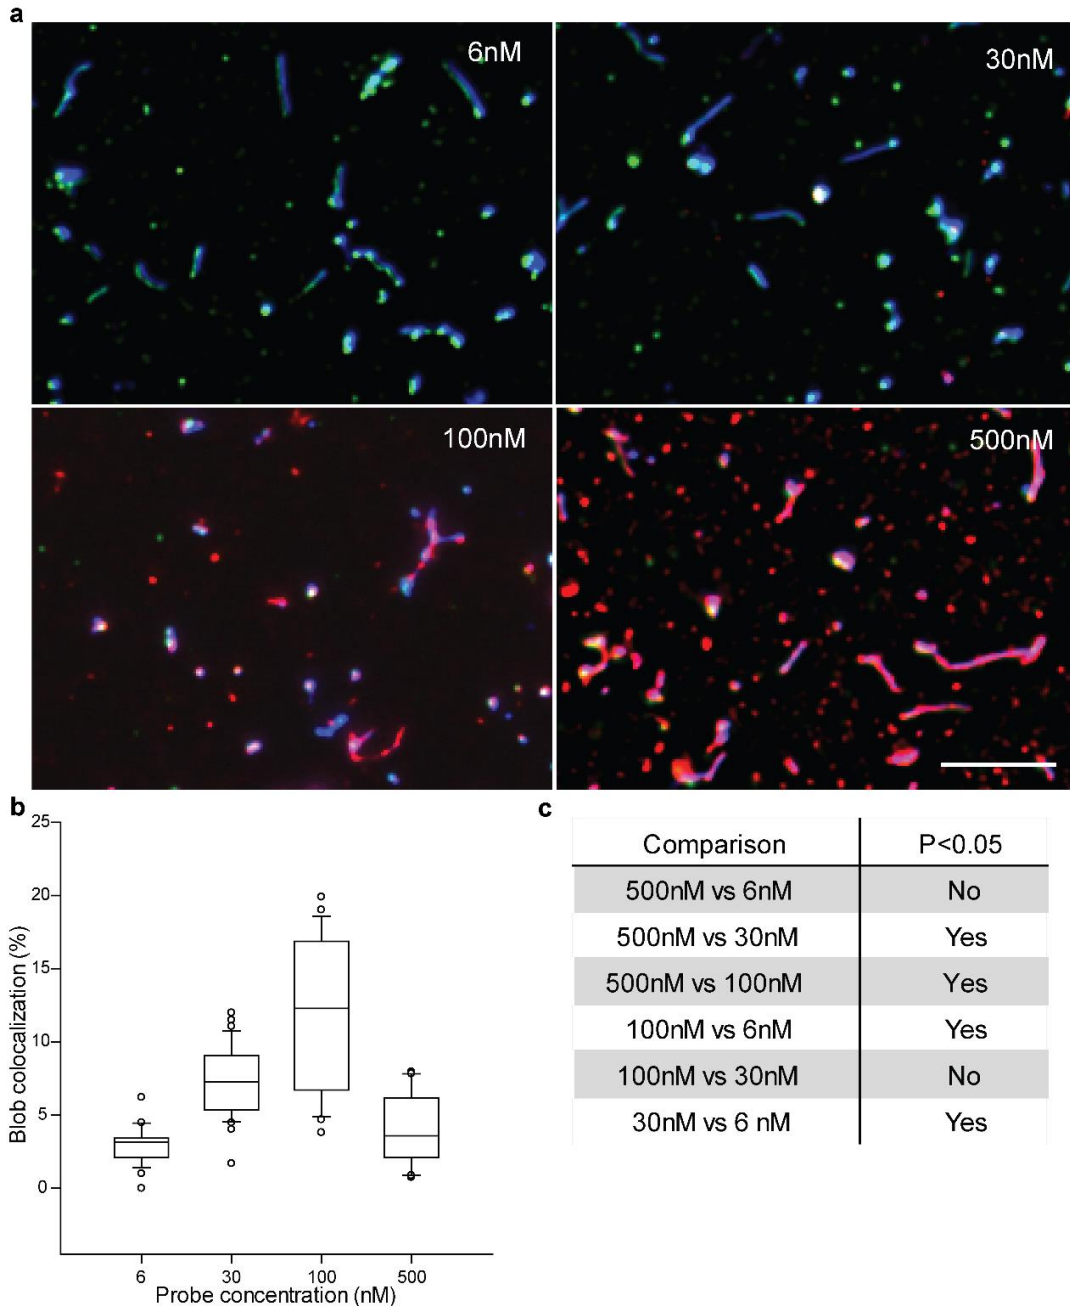 a
6nM
30nM
100nM
500nM
b
25
20
15
10
5
0
Blob colocalization (%)
6
30
100
500
Probe concentration (nM)
c
Comparison P<0.05
500nM vs 6nM No
500nM vs 30nM Yes
500nM vs 100nM Yes
100nM vs 6nM Yes
100nM vs 30nM No
30nM vs 6 nM Yes